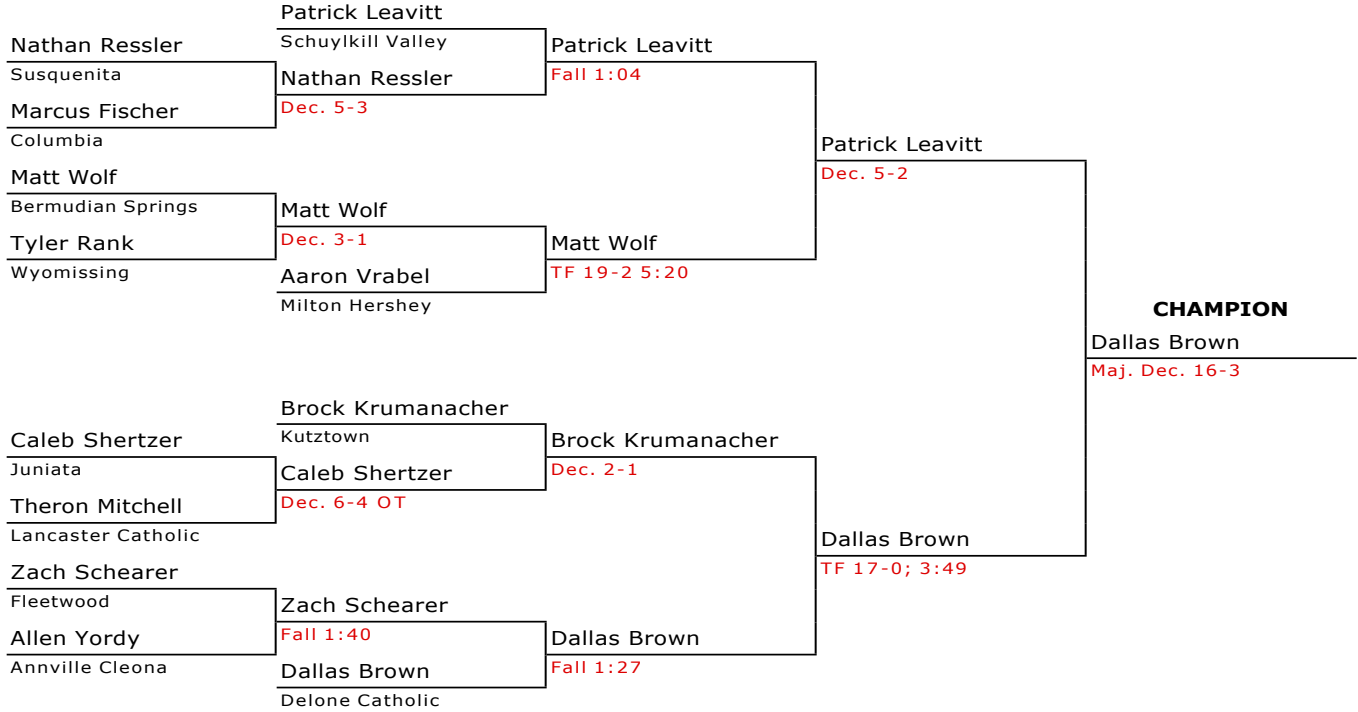 Patrick Leavitt
Schuylkill Valley
Nathan Ressler
Susquenita
Marcus Fischer
Columbia
Nathan Ressler
Dec. 5-3
Patrick Leavitt
Fall 1:04
Matt Wolf
Bermudian Springs
Tyler Rank
Wyomissing
Matt Wolf
Dec. 3-1
Aaron Vrabel
Milton Hershey
Matt Wolf
TF 19-2 5:20
Patrick Leavitt
Dec. 5-2
CHAMPION
Dallas Brown
Maj. Dec. 16-3
Brock Krumanacher
Kutztown
Caleb Shertzer
Juniata
Theron Mitchell
Lancaster Catholic
Caleb Shertzer
Dec. 6-4 OT
Brock Krumanacher
Dec. 2-1
Zach Schearer
Fleetwood
Allen Yordy
Annville Cleona
Zach Schearer
Fall 1:40
Dallas Brown
Delone Catholic
Dallas Brown
Fall 1:27
Dallas Brown
TF 17-0; 3:49